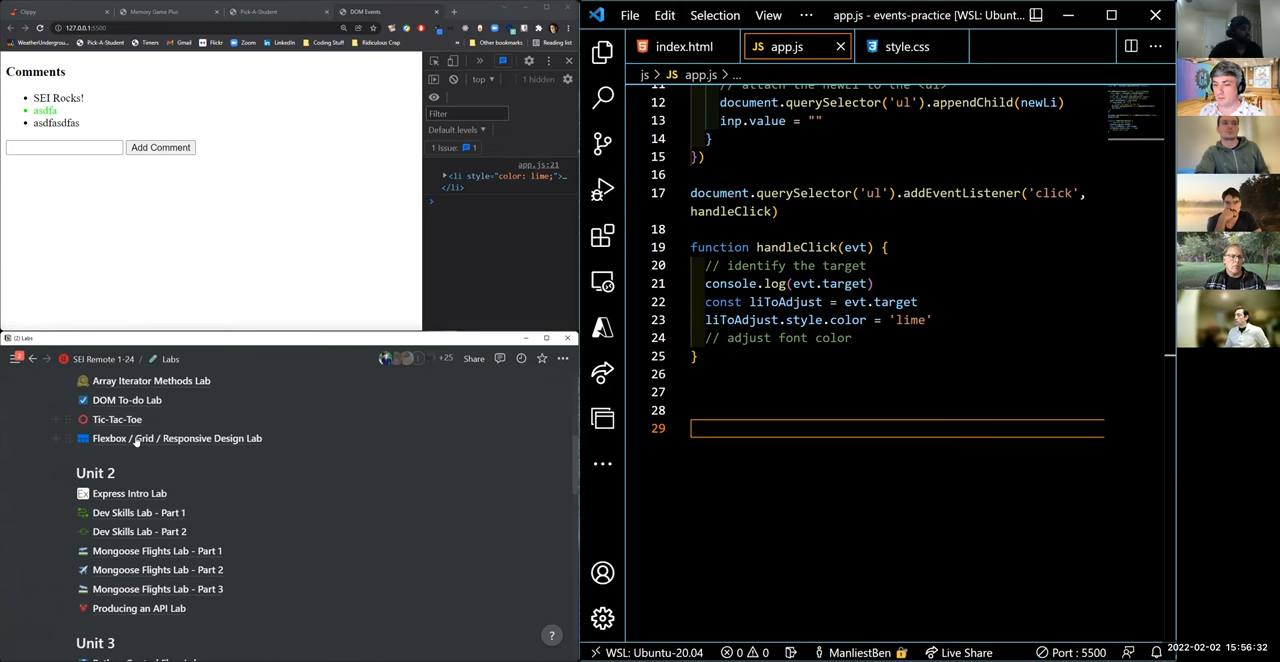 Clippy
Memory Game Plus
Pick-A-Student
DOM Events
127.0.0.1:5500
WeatherUnderground...
Pick-A-Student
Timers
Gmail
Flickr
Zoom
LinkedIn
Coding Stuff
Ridiculous Crap
Other bookmarks
Reading list
Comments
SEI Rocks!
asdfa
asdfasdfas
Add Comment
top
1 hidden
Filter
Default levels
1 Issue: 1
app.js:21
<li style="color: lime;">…
</li>
(2) Labs
SEI Remote 1-24 / Labs
+25
Share
Array Iterator Methods Lab
DOM To-do Lab
Tic-Tac-Toe
Flexbox / Grid / Responsive Design Lab
Unit 2
Express Intro Lab
Dev Skills Lab - Part 1
Dev Skills Lab - Part 2
Mongoose Flights Lab - Part 1
Mongoose Flights Lab - Part 2
Mongoose Flights Lab - Part 3
Producing an API Lab
Unit 3
?
File Edit Selection View ··· app.js - events-practice [WSL: Ubunt...
index.html
JS app.js
style.css
js > JS app.js > ...
11 // attach the newLi to the <ul>
12 document.querySelector('ul').appendChild(newLi)
13 inp.value = ""
14 }
15 })
16
17 document.querySelector('ul').addEventListener('click',
handleClick)
18
19 function handleClick(evt) {
20 // identify the target
21 console.log(evt.target)
22 const liToAdjust = evt.target
23 liToAdjust.style.color = 'lime'
24 // adjust font color
25 }
26
27
28
29
WSL: Ubuntu-20.04 0 0 ManliestBen Live Share Port : 5500
2022-02-02 15:56:32